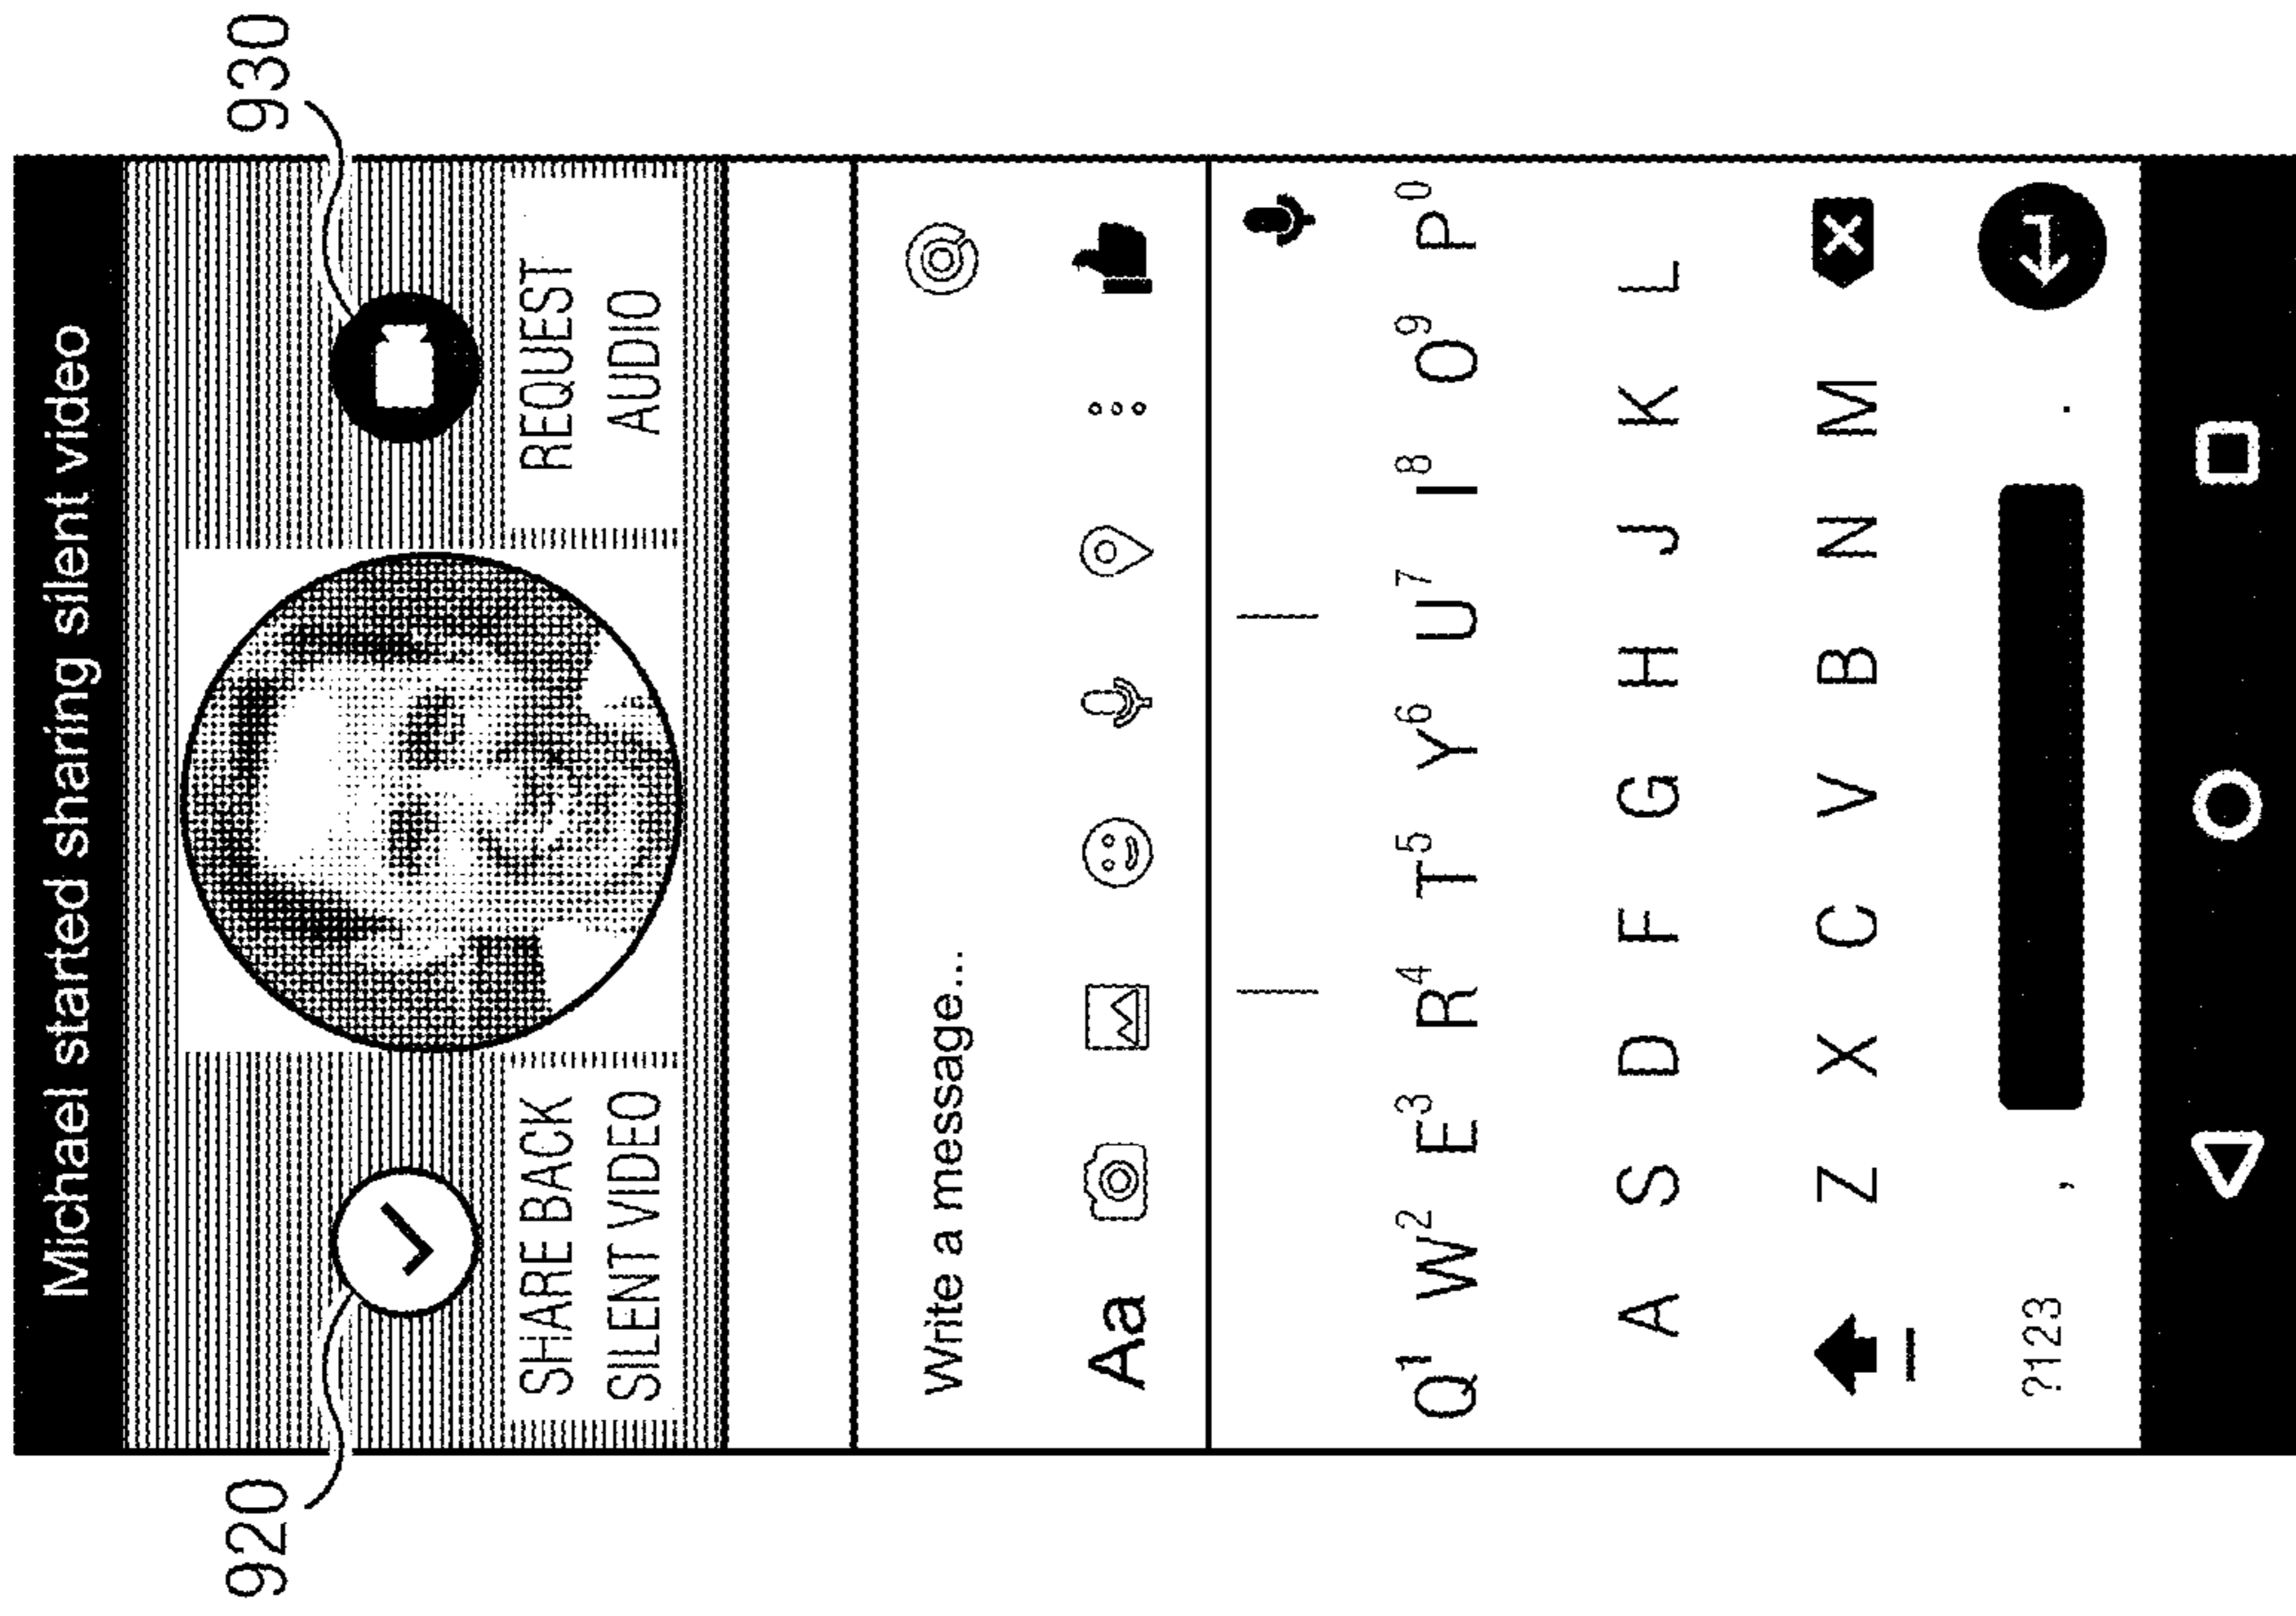 Michael started sharing silent video
920
930
SHARE BACK
SILENT VIDEO
REQUEST
AUDIO
Write a message...
Aa
Q1 W2 E3 R4 T5 Y6 U7 I8 O9 P0
A S D F G H J K L
Z X C V B N M
?123 , .